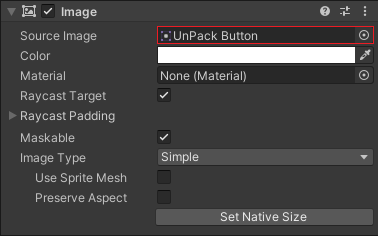 Image
Source Image UnPack Button
Color
Material None (Material)
Raycast Target
Raycast Padding
Maskable
Image Type Simple
Use Sprite Mesh
Preserve Aspect
Set Native Size